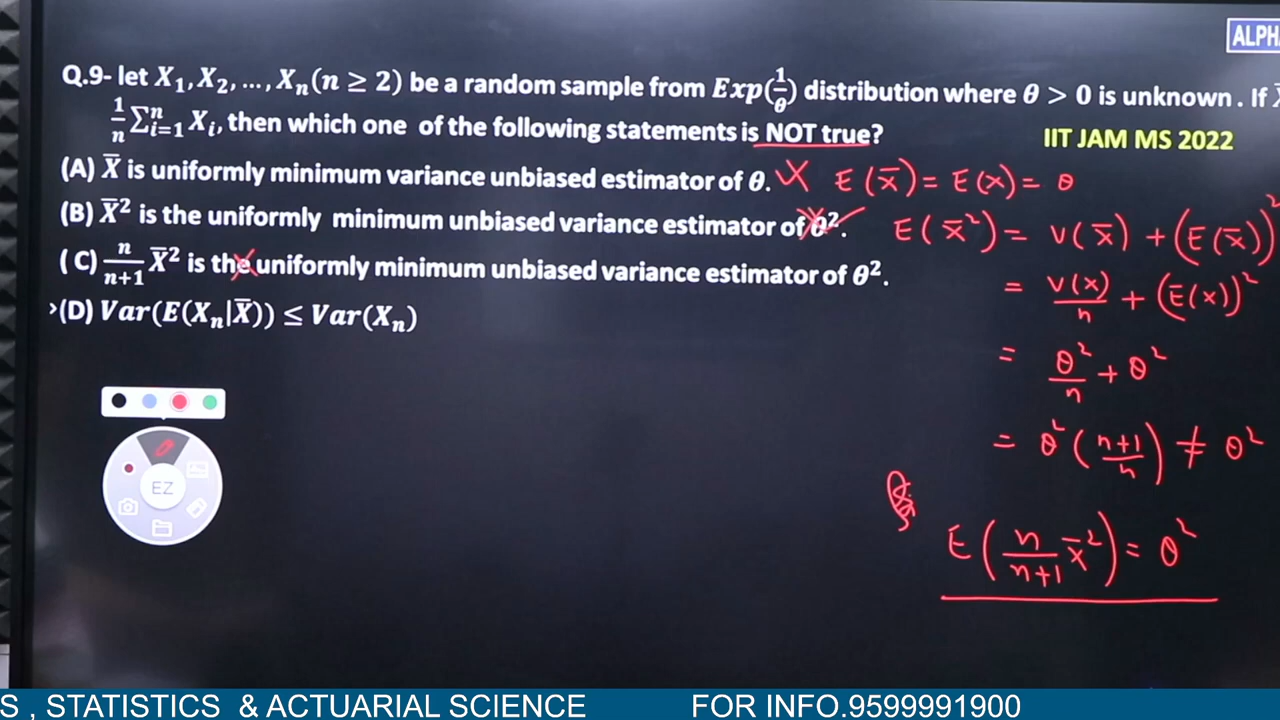 ALPH
Q.9- let X₁, X₂, ..., Xₙ(n ≥ 2) be a random sample from Exp(1/θ) distribution where θ > 0 is unknown . If X̄
1/n ∑ᵢ₌₁ⁿ Xᵢ, then which one of the following statements is NOT true?
IIT JAM MS 2022
(A) X̄ is uniformly minimum variance unbiased estimator of θ. E(x̄) = E(x) = θ
(B) X̄² is the uniformly minimum unbiased variance estimator of θ². E(x̄²) = V(x̄) + (E(x̄))²
( C) n/n+1 X̄² is the uniformly minimum unbiased variance estimator of θ².
= V(x)/n + (E(x))²
>(D) Var(E(Xₙ|X̄)) ≤ Var(Xₙ)
= θ²/n + θ²
= θ² (n+1/n) ≠ θ²
EZ
E(n/n+1 x̄²) = θ²
S , STATISTICS & ACTUARIAL SCIENCE FOR INFO.9599991900